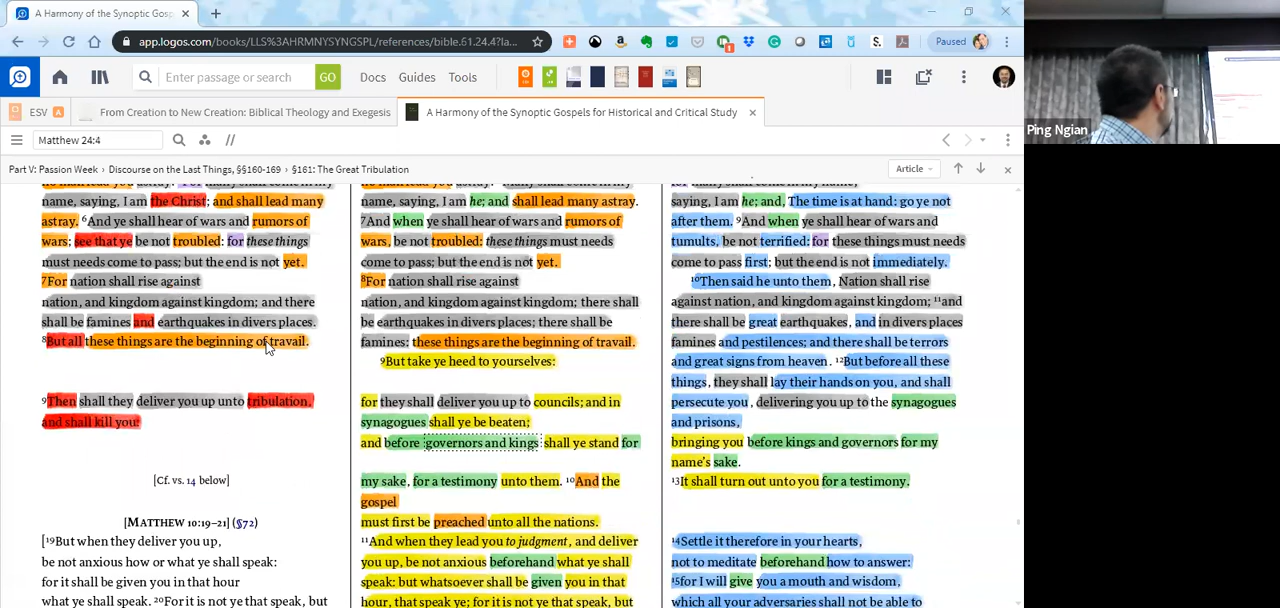 A Harmony of the Synoptic Gosp
app.logos.com/books/LLS%3AHRMNYSYNGSPL/references/bible.61.24.4?la...
Paused
Enter passage or search
GO
Docs
Guides
Tools
ESV
A
From Creation to New Creation: Biblical Theology and Exegesis
A Harmony of the Synoptic Gospels for Historical and Critical Study
Matthew 24:4
Part V: Passion Week › Discourse on the Last Things, §§160-169 › §161: The Great Tribulation
Article
name, saying, I am the Christ; and shall lead many
astray. 6And ye shall hear of wars and rumors of
wars; see that ye be not troubled: for these things
must needs come to pass; but the end is not yet.
7For nation shall rise against
nation, and kingdom against kingdom; and there
shall be famines and earthquakes in divers places.
8But all these things are the beginning of travail.
9Then shall they deliver you up unto tribulation,
and shall kill you:
[Cf. vs. 14 below]
[MATTHEW 10:19–21] (§72)
[19But when they deliver you up,
be not anxious how or what ye shall speak:
for it shall be given you in that hour
what ye shall speak. 20For it is not ye that speak, but
name, saying, I am he; and shall lead many astray.
7And when ye shall hear of wars and rumors of
wars, be not troubled: these things must needs
come to pass; but the end is not yet.
8For nation shall rise against
nation, and kingdom against kingdom; there shall
be earthquakes in divers places; there shall be
famines: these things are the beginning of travail.
9But take ye heed to yourselves:
for they shall deliver you up to councils; and in
synagogues shall ye be beaten;
and before governors and kings shall ye stand for
my sake, for a testimony unto them. 10And the
gospel
must first be preached unto all the nations.
11And when they lead you to judgment, and deliver
you up, be not anxious beforehand what ye shall
speak: but whatsoever shall be given you in that
hour, that speak ye; for it is not ye that speak, but
saying, I am he; and, The time is at hand: go ye not
after them. 9And when ye shall hear of wars and
tumults, be not terrified: for these things must needs
come to pass first; but the end is not immediately.
10Then said he unto them, Nation shall rise
against nation, and kingdom against kingdom; 11and
there shall be great earthquakes, and in divers places
famines and pestilences; and there shall be terrors
and great signs from heaven. 12But before all these
things, they shall lay their hands on you, and shall
persecute you, delivering you up to the synagogues
and prisons,
bringing you before kings and governors for my
name's sake.
13It shall turn out unto you for a testimony.
14Settle it therefore in your hearts,
not to meditate beforehand how to answer:
15for I will give you a mouth and wisdom,
which all your adversaries shall not be able to
Ping Ngian